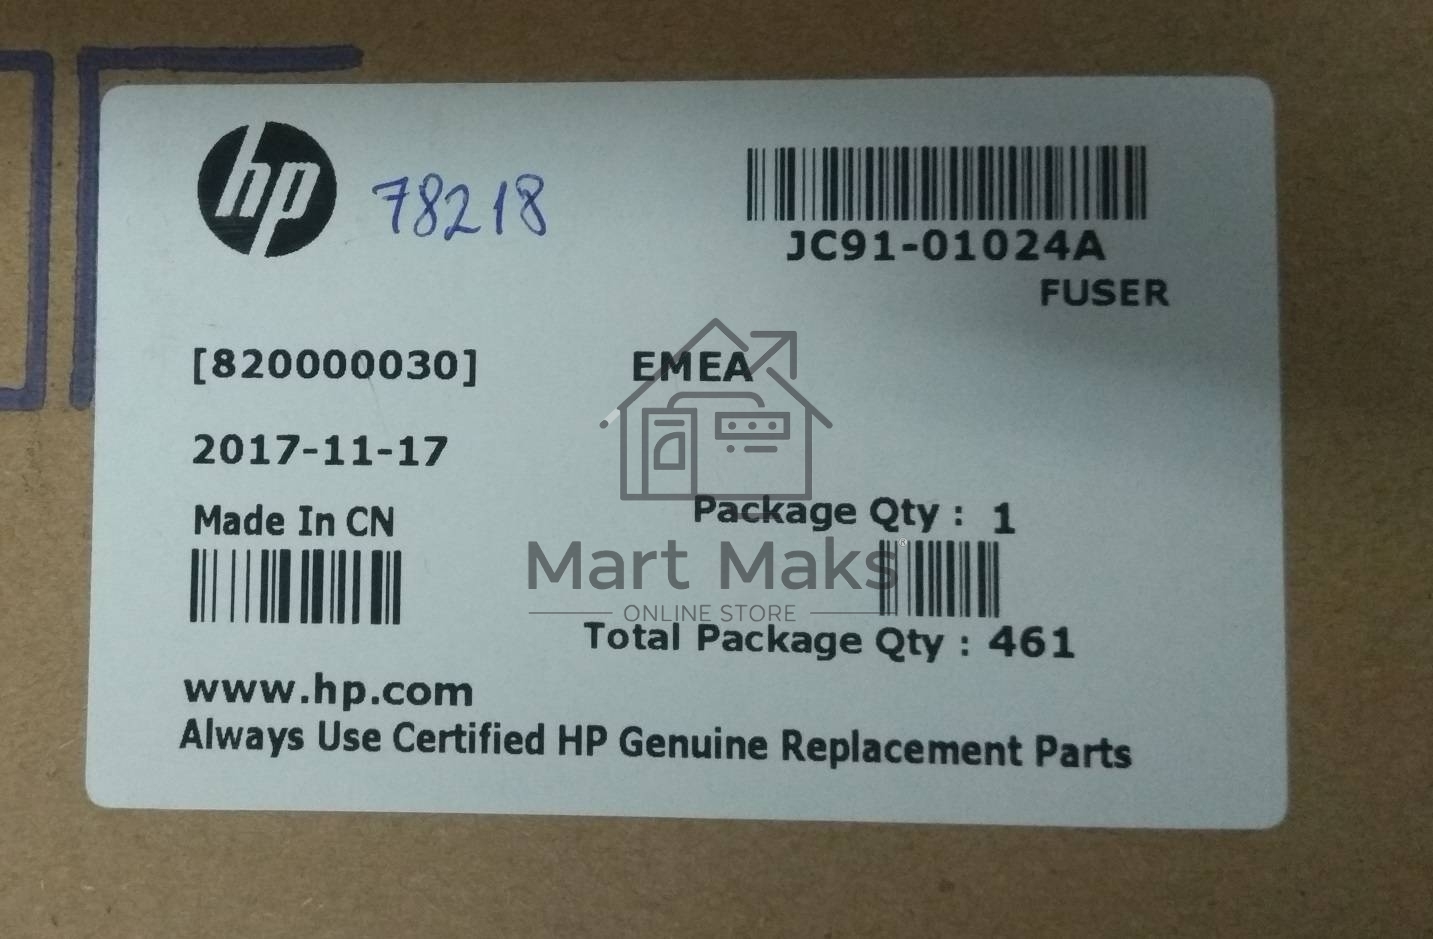 hp 78218
JC91-01024A
FUSER
[820000030] EMEA
2017-11-17
Made In CN
Package Qty : 1
Mart Maks®
ONLINE STORE
Total Package Qty : 461
www.hp.com
Always Use Certified HP Genuine Replacement Parts